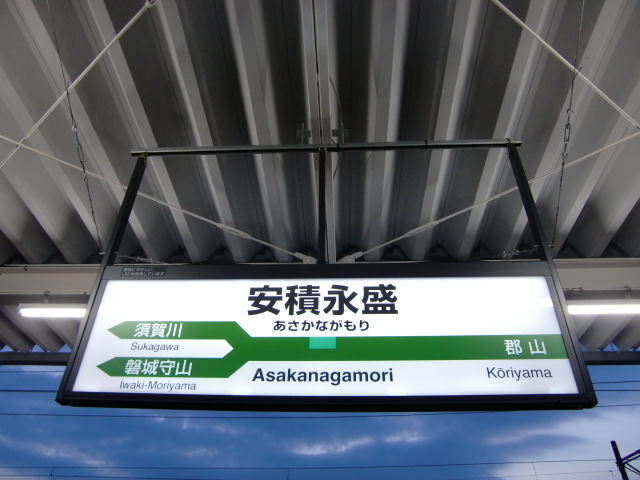 安積永盛
あさかながもり
須賀川
Sukagawa
磐城守山
Iwaki-Moriyama
Asakanagamori
郡山
Kōriyama